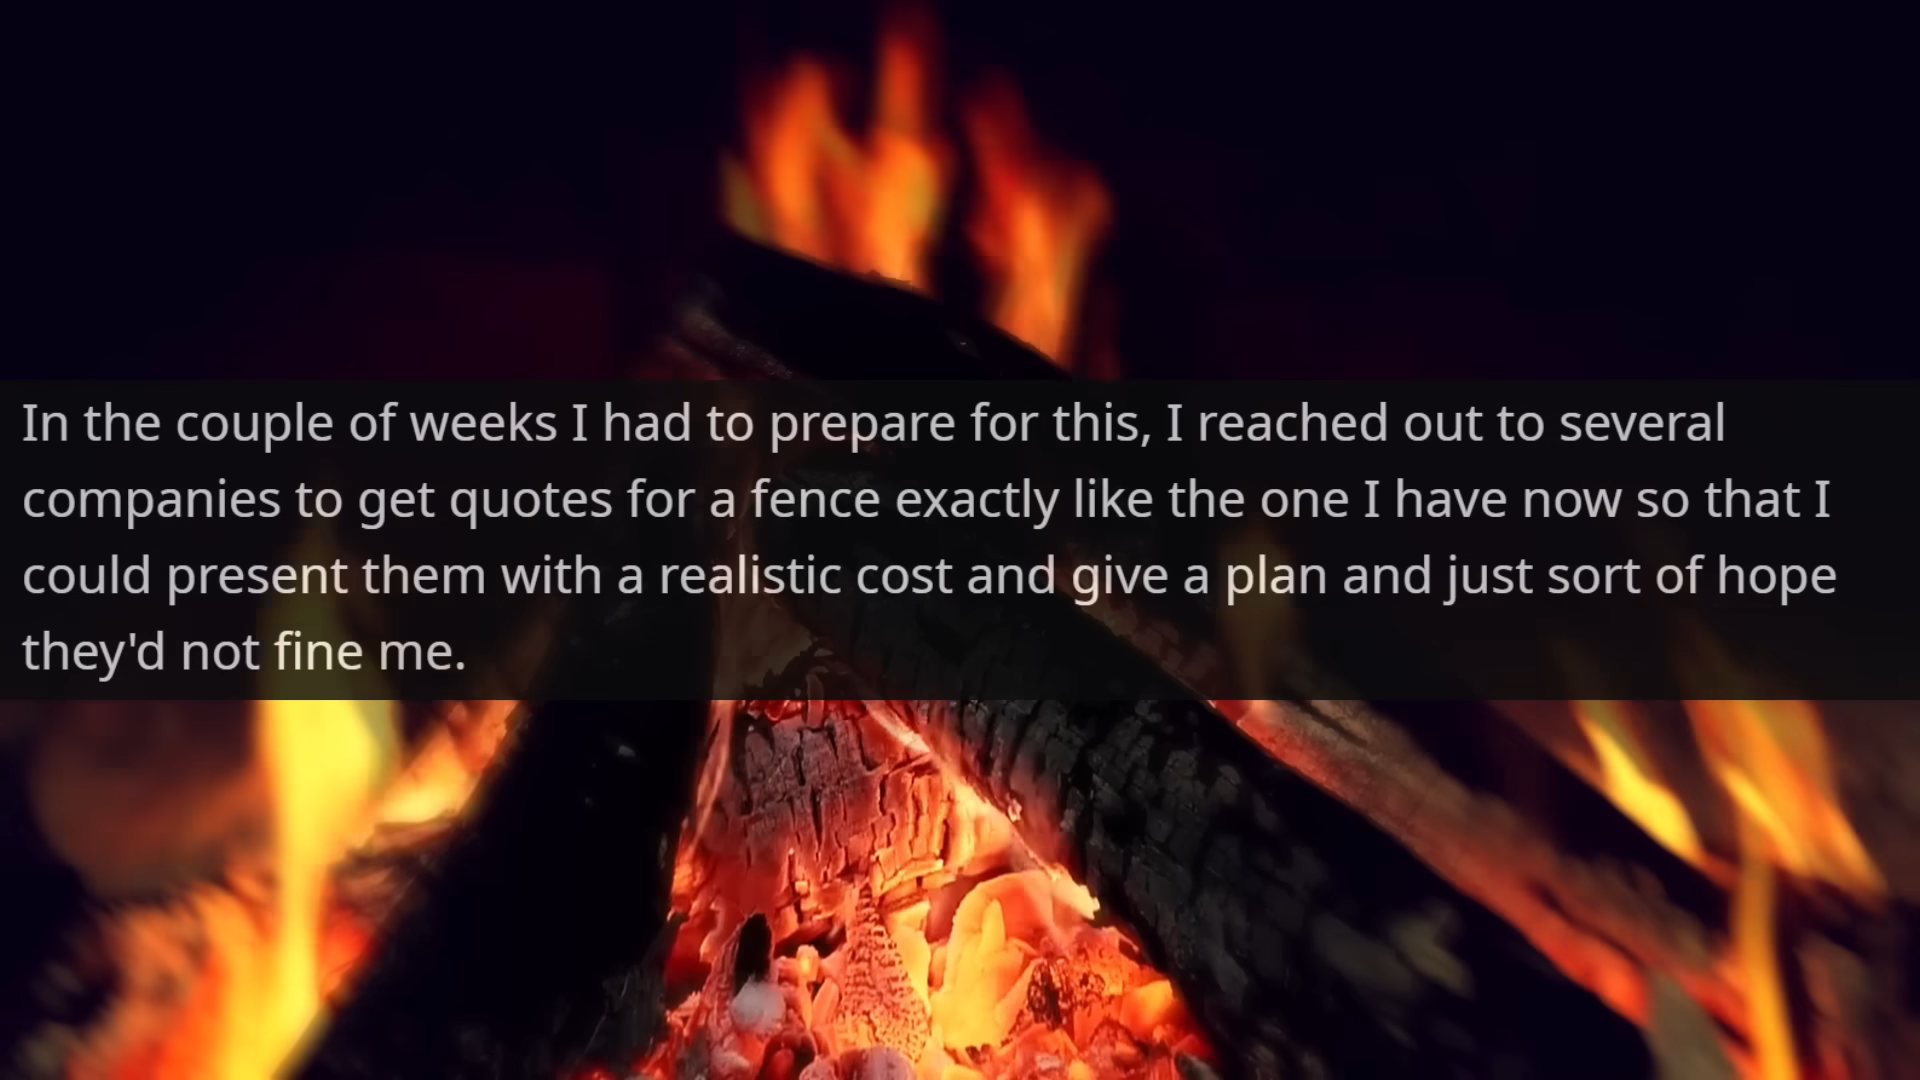 In the couple of weeks I had to prepare for this, I reached out to several
companies to get quotes for a fence exactly like the one I have now so that I
could present them with a realistic cost and give a plan and just sort of hope
they'd not fine me.